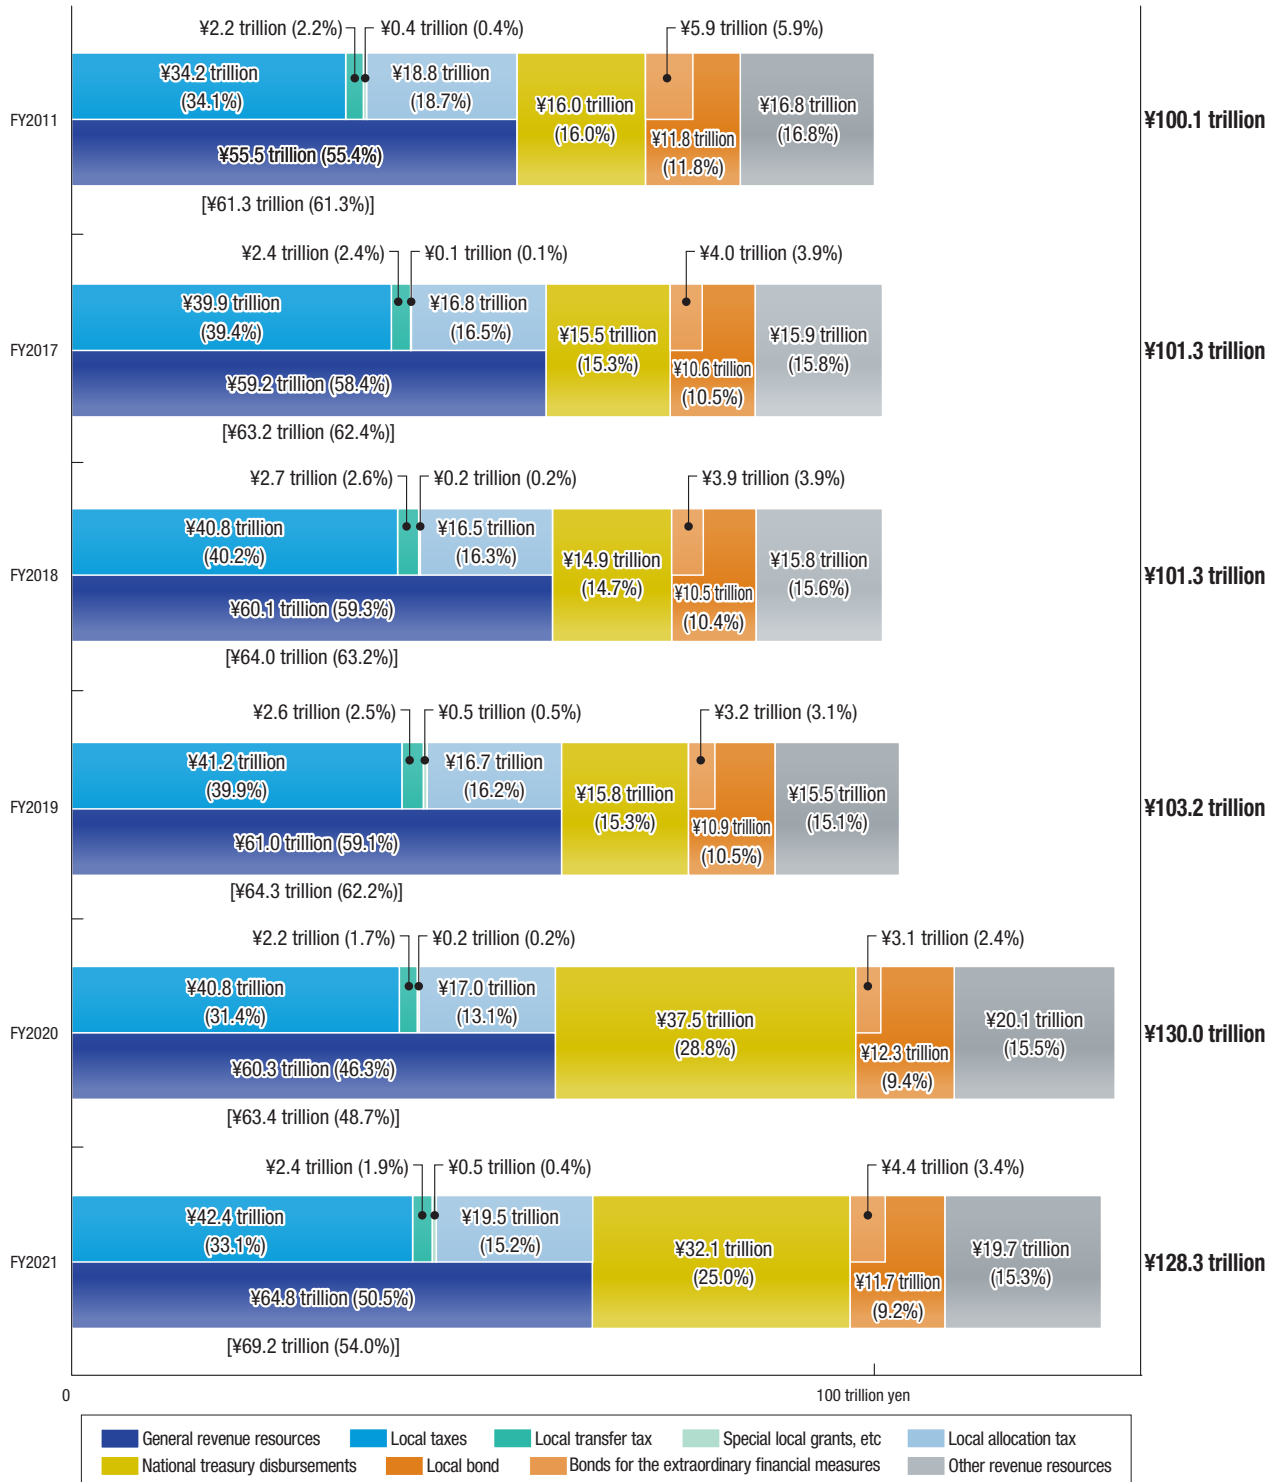 ¥2.2 trillion (2.2%) ¥0.4 trillion (0.4%) ¥5.9 trillion (5.9%)
¥34.2 trillion
(34.1%)
¥18.8 trillion
(18.7%)
¥16.0 trillion
(16.0%)
¥11.8 trillion
(11.8%)
¥16.8 trillion
(16.8%)
FY2011
¥100.1 trillion
¥55.5 trillion (55.4%)
[¥61.3 trillion (61.3%)]
¥2.4 trillion (2.4%) ¥0.1 trillion (0.1%) ¥4.0 trillion (3.9%)
¥39.9 trillion
(39.4%)
¥16.8 trillion
(16.5%)
¥15.5 trillion
(15.3%)
¥10.6 trillion
(10.5%)
¥15.9 trillion
(15.8%)
FY2017
¥101.3 trillion
¥59.2 trillion (58.4%)
[¥63.2 trillion (62.4%)]
¥2.7 trillion (2.6%) ¥0.2 trillion (0.2%) ¥3.9 trillion (3.9%)
¥40.8 trillion
(40.2%)
¥16.5 trillion
(16.3%)
¥14.9 trillion
(14.7%)
¥10.5 trillion
(10.4%)
¥15.8 trillion
(15.6%)
FY2018
¥101.3 trillion
¥60.1 trillion (59.3%)
[¥64.0 trillion (63.2%)]
¥2.6 trillion (2.5%) ¥0.5 trillion (0.5%) ¥3.2 trillion (3.1%)
¥41.2 trillion
(39.9%)
¥16.7 trillion
(16.2%)
¥15.8 trillion
(15.3%)
¥10.9 trillion
(10.5%)
¥15.5 trillion
(15.1%)
FY2019
¥103.2 trillion
¥61.0 trillion (59.1%)
[¥64.3 trillion (62.2%)]
¥2.2 trillion (1.7%) ¥0.2 trillion (0.2%) ¥3.1 trillion (2.4%)
¥40.8 trillion
(31.4%)
¥17.0 trillion
(13.1%)
¥37.5 trillion
(28.8%)
¥12.3 trillion
(9.4%)
¥20.1 trillion
(15.5%)
FY2020
¥130.0 trillion
¥60.3 trillion (46.3%)
[¥63.4 trillion (48.7%)]
¥2.4 trillion (1.9%) ¥0.5 trillion (0.4%) ¥4.4 trillion (3.4%)
¥42.4 trillion
(33.1%)
¥19.5 trillion
(15.2%)
¥32.1 trillion
(25.0%)
¥11.7 trillion
(9.2%)
¥19.7 trillion
(15.3%)
FY2021
¥128.3 trillion
¥64.8 trillion (50.5%)
[¥69.2 trillion (54.0%)]
0 100 trillion yen
General revenue resources Local taxes Local transfer tax Special local grants, etc Local allocation tax
National treasury disbursements Local bond Bonds for the extraordinary financial measures Other revenue resources